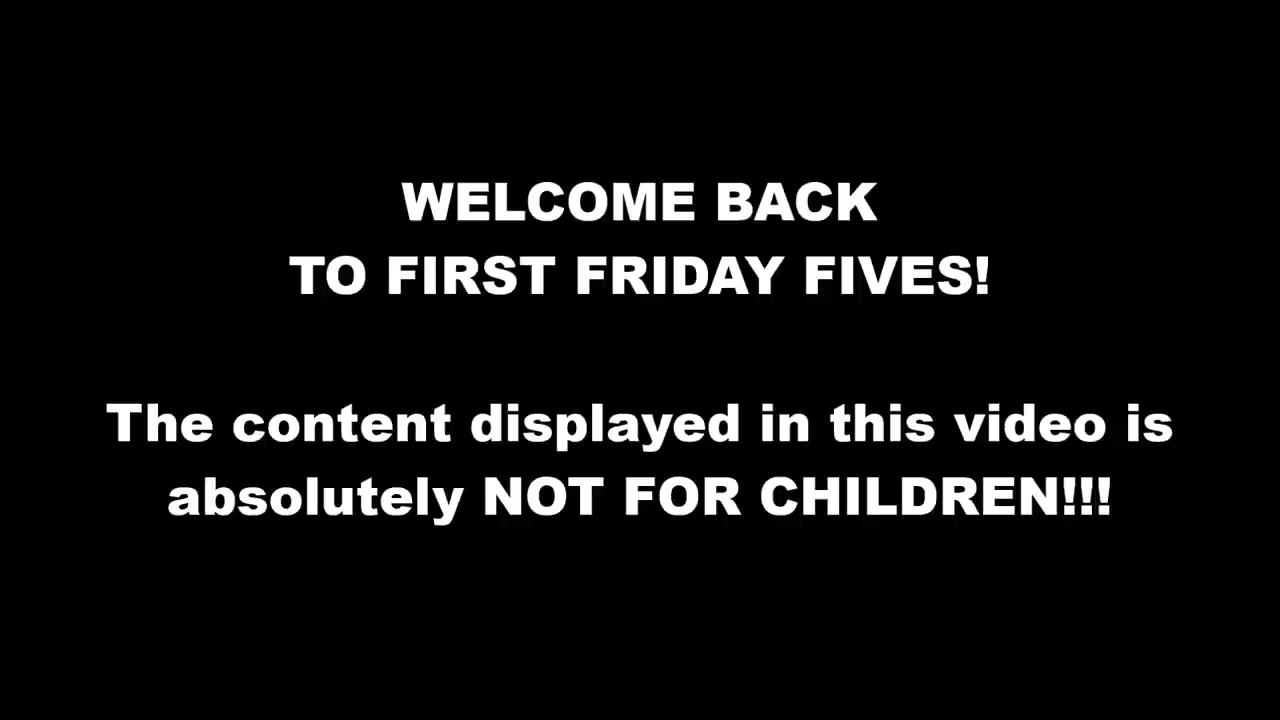 WELCOME BACK
TO FIRST FRIDAY FIVES!
The content displayed in this video is
absolutely NOT FOR CHILDREN!!!